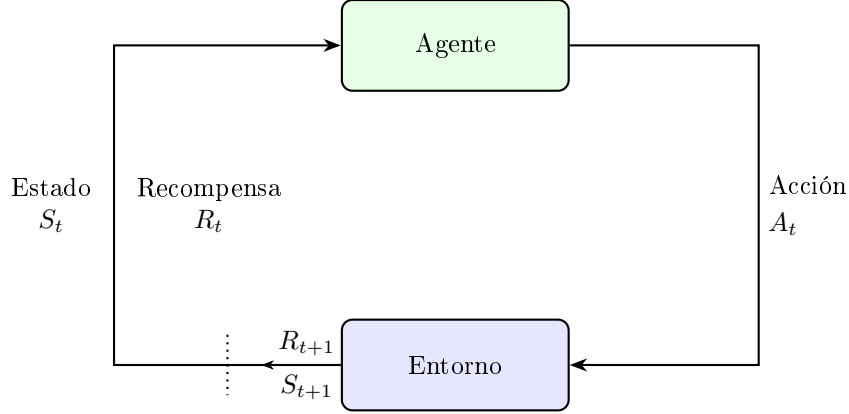 Agente
Estado
S_t
Recompensa
R_t
Acción
A_t
R_{t+1}
S_{t+1}
Entorno